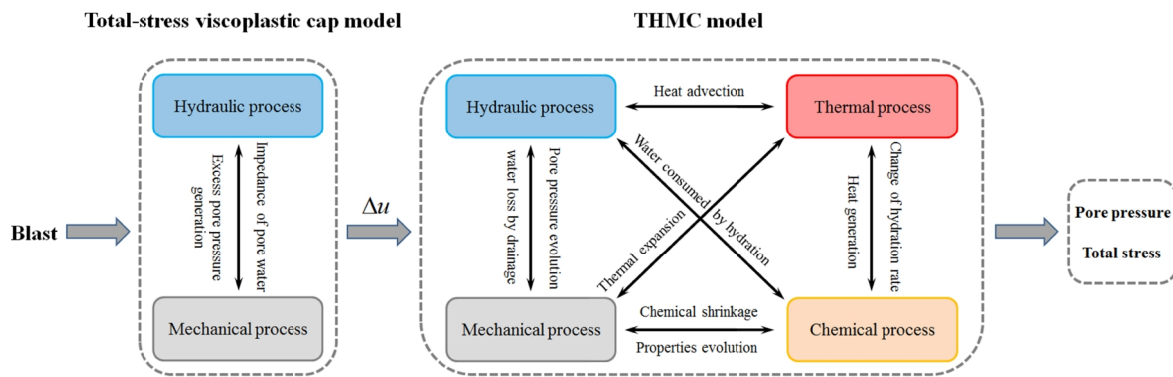 Total-stress viscoplastic cap model
THMC model
Blast
Hydraulic process
Impedance of pore water
Excess pore pressure
generation
Mechanical process
Δu
Hydraulic process
Heat advection
Thermal process
Pore pressure evolution
water loss by drainage
Water consumed by hydration
Thermal expansion
Change of hydration rate
Heat generation
Mechanical process
Chemical shrinkage
Properties evolution
Chemical process
Pore pressure
Total stress